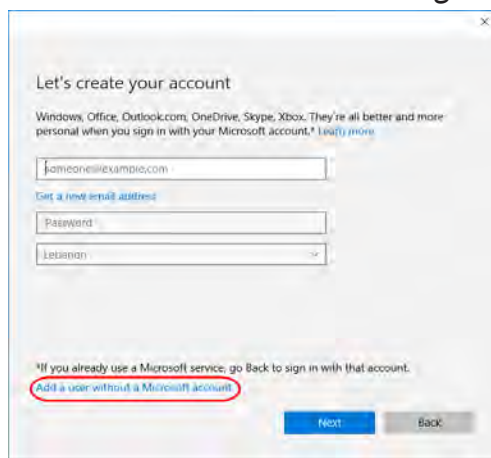 Let's create your account
Windows, Office, Outlook.com, OneDrive, Skype, Xbox. They're all better and more
personal when you sign in with your Microsoft account.* Learn more
someone@example.com
Get a new email address
Password
Lebanon
*If you already use a Microsoft service, go Back to sign in with that account.
Add a user without a Microsoft account
Next
Back